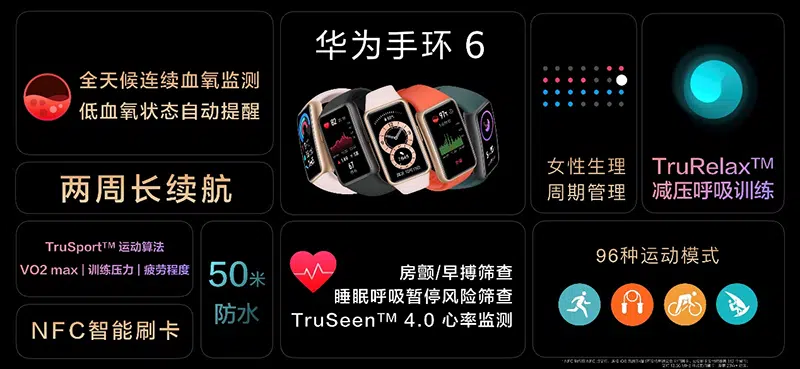 全天候连续血氧监测
低血氧状态自动提醒
华为手环 6
女性生理
周期管理
TruRelax™
减压呼吸训练
两周长续航
TruSport™ 运动算法
VO2 max | 训练压力 | 疲劳程度
50米
防水
NFC智能刷卡
房颤/早搏筛查
睡眠呼吸暂停风险筛查
TruSeen™ 4.0 心率监测
96种运动模式